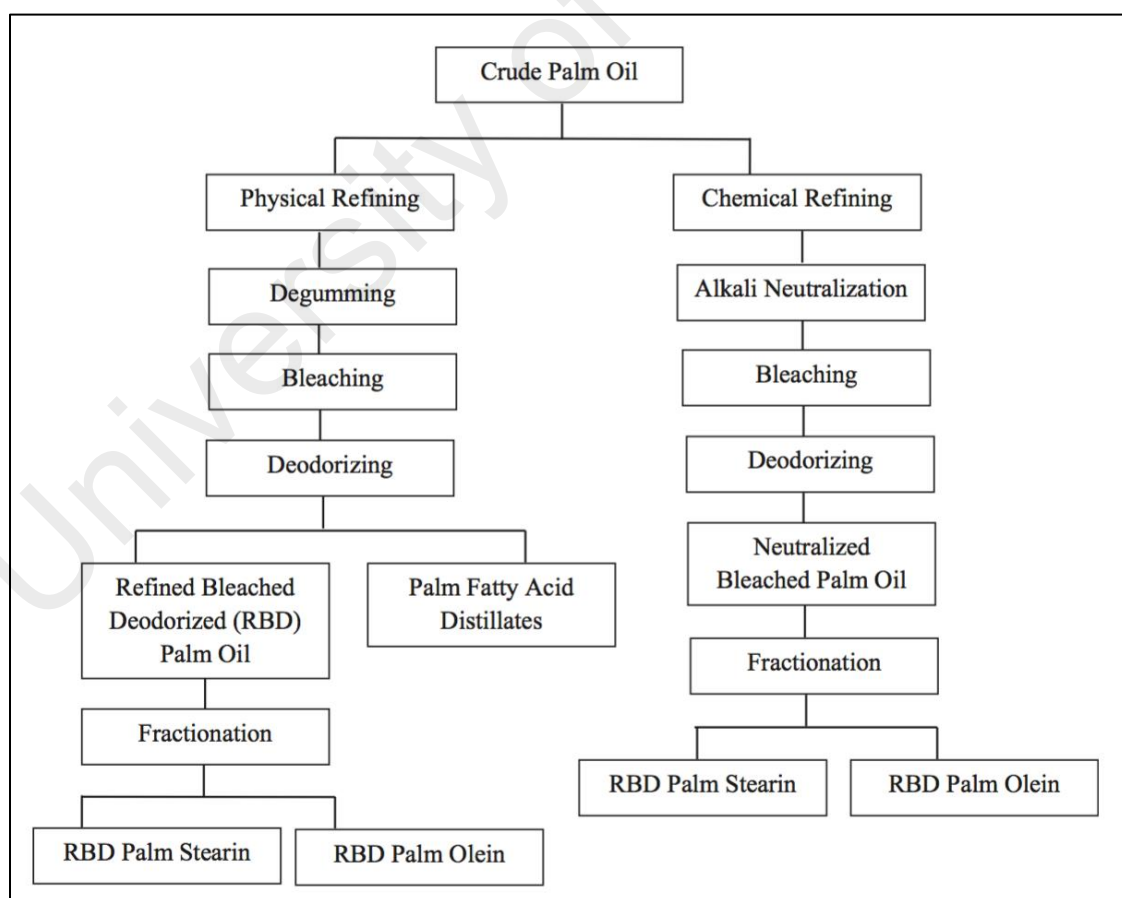 Crude Palm Oil
Physical Refining
Chemical Refining
Degumming
Alkali Neutralization
Bleaching
Bleaching
Deodorizing
Deodorizing
Refined Bleached
Deodorized (RBD)
Palm Oil
Palm Fatty Acid
Distillates
Neutralized
Bleached Palm Oil
Fractionation
Fractionation
RBD Palm Stearin
RBD Palm Olein
RBD Palm Stearin
RBD Palm Olein
University of